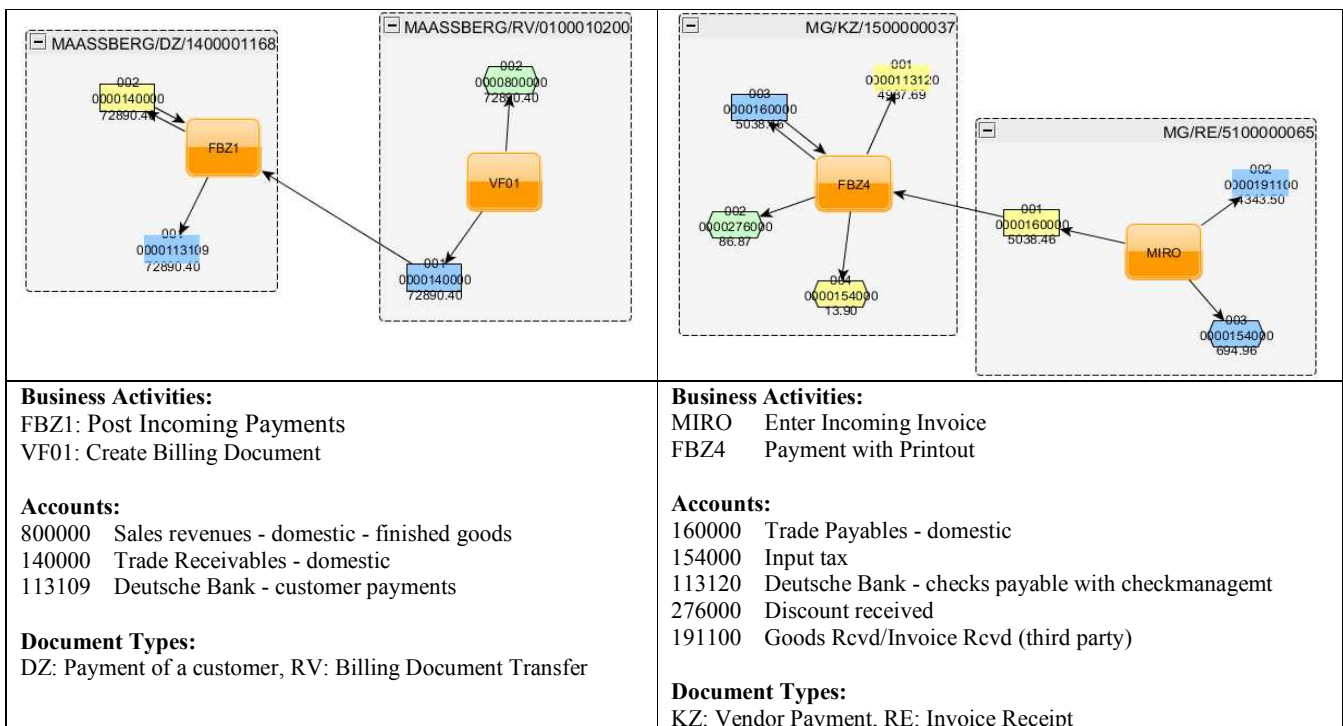 MAASSBERG/DZ/1400001168
002
0000140000
72890.40
FBZ1
001
0000113109
72890.40
MAASSBERG/RV/0100010200
002
0000800000
72890.40
VF01
001
0000140000
72890.40
MG/KZ/1500000037
001
0000113120
4937.69
003
0000160000
5038.46
FBZ4
002
0000276000
86.87
004
0000154000
13.90
MG/RE/5100000065
002
0000191100
4343.50
001
0000160000
5038.46
MIRO
003
0000154000
694.96
Business Activities:
FBZ1: Post Incoming Payments
VF01: Create Billing Document
Accounts:
800000 Sales revenues - domestic - finished goods
140000 Trade Receivables - domestic
113109 Deutsche Bank - customer payments
Document Types:
DZ: Payment of a customer, RV: Billing Document Transfer
Business Activities:
MIRO Enter Incoming Invoice
FBZ4 Payment with Printout
Accounts:
160000 Trade Payables - domestic
154000 Input tax
113120 Deutsche Bank - checks payable with checkmanagemt
276000 Discount received
191100 Goods Rcvd/Invoice Rcvd (third party)
Document Types:
KZ: Vendor Payment, RE: Invoice Receipt